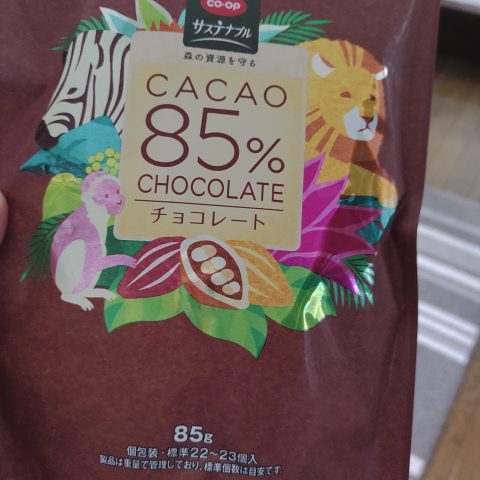 CO・OP
サステナブル
森の資源を守る
CACAO
85%
CHOCOLATE
チョコレート
85g
個包装・標準22～23個入
製品は重量で管理しており、標準個数は目安です。